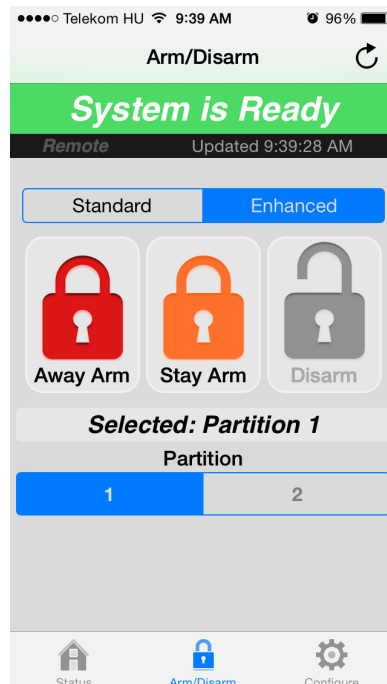 Telekom HU 9:39 AM 96%
Arm/Disarm
System is Ready
Remote Updated 9:39:28 AM
Standard Enhanced
Away Arm Stay Arm Disarm
Selected: Partition 1
Partition
1 2
Status Arm/Disarm Configure